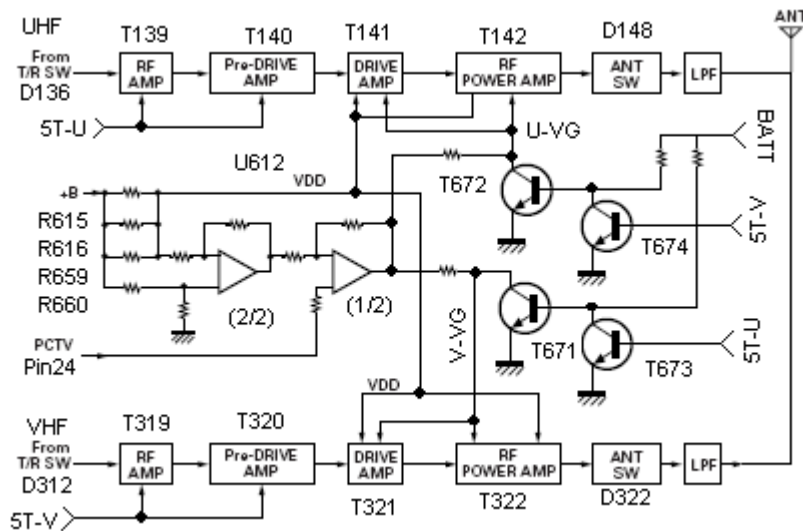 ANT
UHF T139 T140 T141 T142 D148
From
T/R SW
D136
RF
AMP
Pre-DRIVE
AMP
DRIVE
AMP
RF
POWER AMP
ANT
SW
LPF
5T-U
U-VG
BATT
U612
+B
VDD
T672
R615
R616
R659
R660
T674
5T-V
(2/2)
(1/2)
PCTV
Pin24
V-VG
T671
T673
5T-U
VDD
VHF T319 T320
From
T/R SW
D312
RF
AMP
Pre-DRIVE
AMP
DRIVE
AMP
RF
POWER AMP
ANT
SW
LPF
T321 T322 D322
5T-V